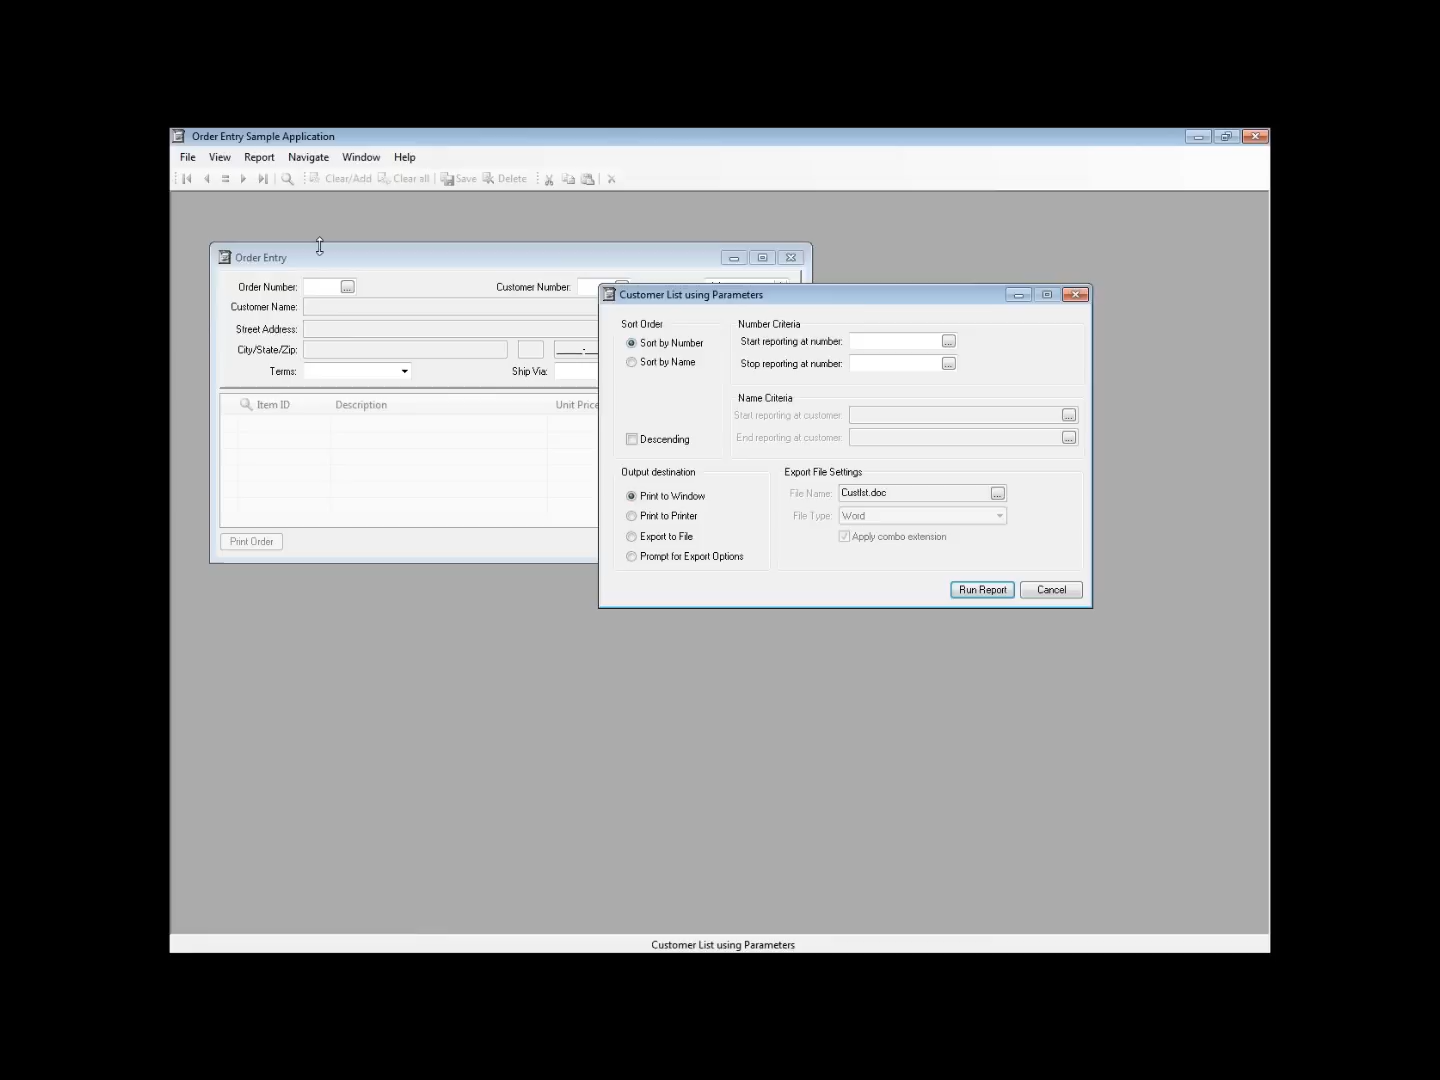 Order Entry Sample Application
File View Report Navigate Window Help
Clear/Add Clear all Save Delete
Order Entry
Order Number: ... Customer Number:
Customer Name:
Street Address:
City/State/Zip:
Terms: Ship Via:
Item ID Description Unit Price
Print Order
Customer List using Parameters
Sort Order
Sort by Number
Sort by Name
Descending
Number Criteria
Start reporting at number: ...
Stop reporting at number: ...
Name Criteria
Start reporting at customer: ...
End reporting at customer: ...
Output destination
Print to Window
Print to Printer
Export to File
Prompt for Export Options
Export File Settings
File Name: Custlst.doc ...
File Type: Word
Apply combo extension
Run Report Cancel
Customer List using Parameters